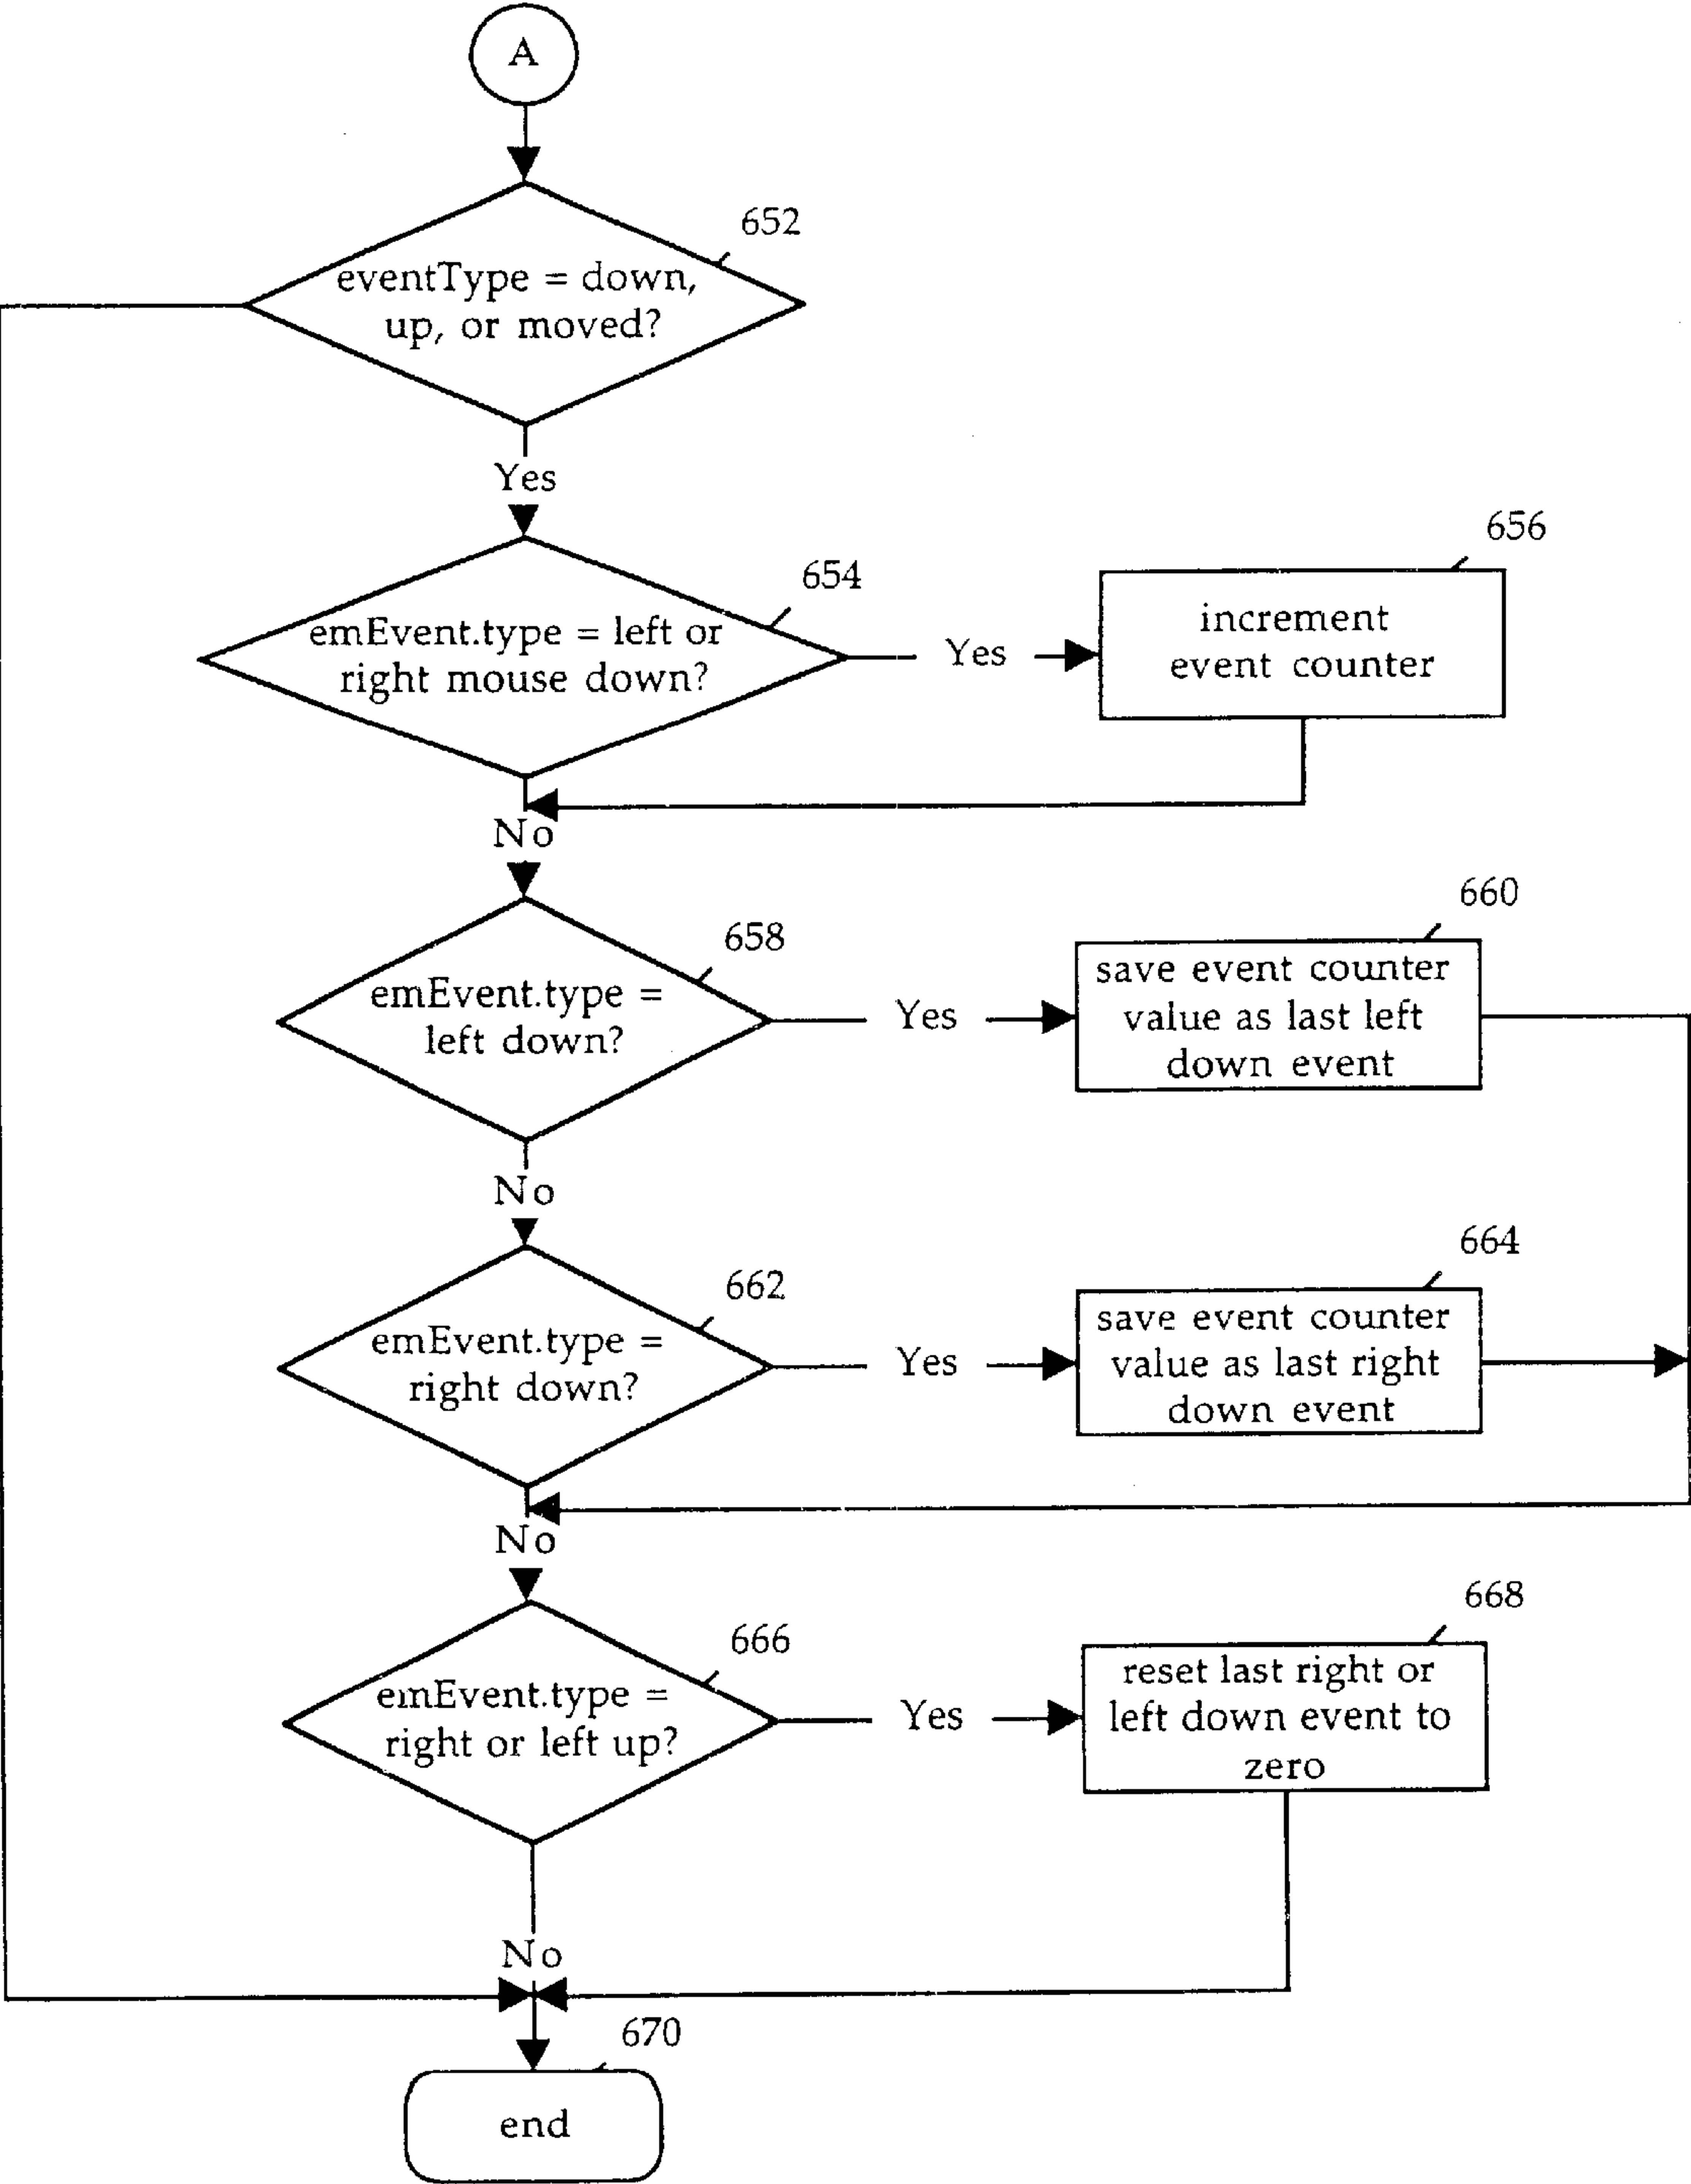 A
652
eventType = down,
up, or moved?
Yes
656
654
emEvent.type = left or
right mouse down?
Yes
increment
event counter
No
660
658
emEvent.type =
left down?
Yes
save event counter
value as last left
down event
No
664
662
emEvent.type =
right down?
Yes
save event counter
value as last right
down event
No
668
666
emEvent.type =
right or left up?
Yes
reset last right or
left down event to
zero
No
670
end